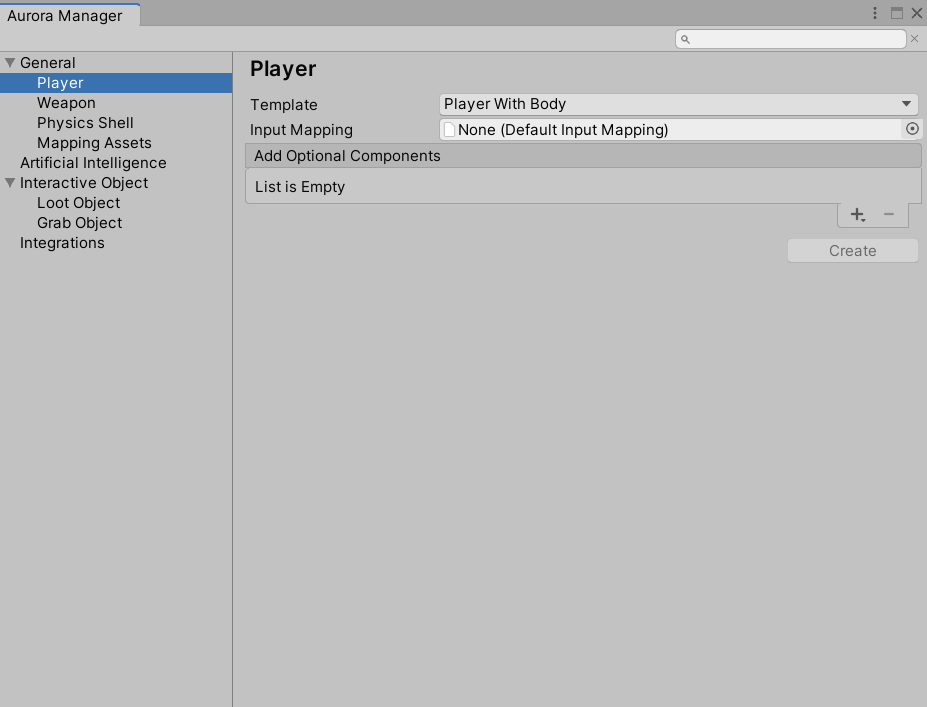 Aurora Manager
General
Player
Weapon
Physics Shell
Mapping Assets
Artificial Intelligence
Interactive Object
Loot Object
Grab Object
Integrations
Player
Template
Player With Body
Input Mapping
None (Default Input Mapping)
Add Optional Components
List is Empty
Create